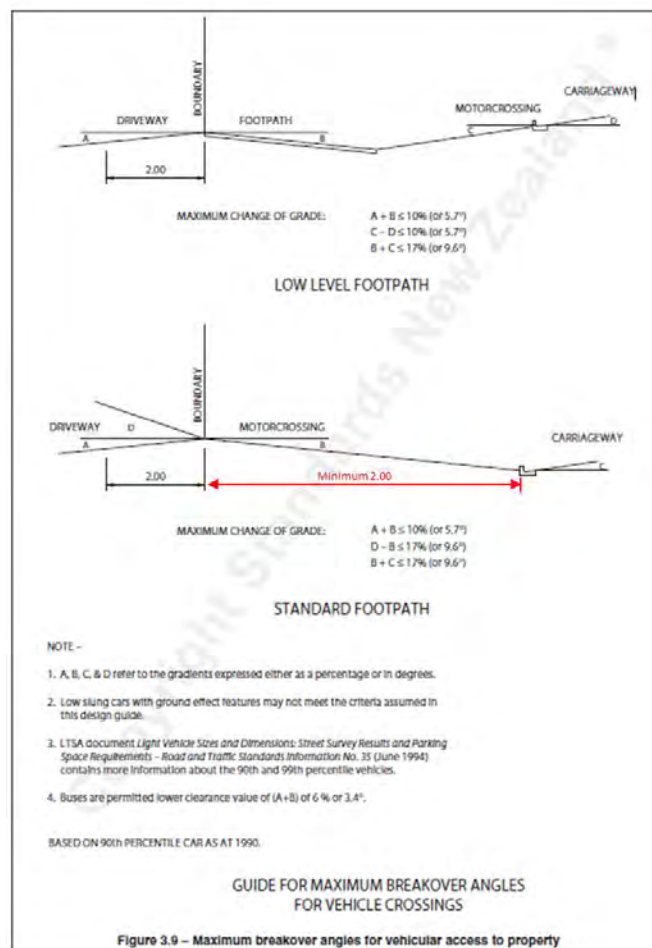 BOUNDARY
CARRIAGEWAY
MOTORCROSSING
DRIVEWAY
FOOTPATH
A
B
C
D
2.00
MAXIMUM CHANGE OF GRADE:
A + B ≤ 10% (or 5.7°)
C – D ≤ 10% (or 5.7°)
B + C ≤ 17% (or 9.6°)
LOW LEVEL FOOTPATH
BOUNDARY
DRIVEWAY
D
MOTORCROSSING
A
B
CARRIAGEWAY
C
2.00
Minimum 2.00
MAXIMUM CHANGE OF GRADE:
A + B ≤ 10% (or 5.7°)
D – B ≤ 17% (or 9.6°)
B + C ≤ 17% (or 9.6°)
STANDARD FOOTPATH
NOTE –
1. A, B, C, & D refer to the gradients expressed either as a percentage or in degrees.
2. Low slung cars with ground effect features may not meet the criteria assumed in
this design guide.
3. LTSA document Light Vehicle Sizes and Dimensions: Street Survey Results and Parking
Space Requirements – Road and Traffic Standards Information No. 35 (June 1994)
contains more information about the 90th and 99th percentile vehicles.
4. Buses are permitted lower clearance value of (A+B) of 6 % or 3.4°.
BASED ON 90th PERCENTILE CAR AS AT 1990.
GUIDE FOR MAXIMUM BREAKOVER ANGLES
FOR VEHICLE CROSSINGS
Figure 3.9 – Maximum breakover angles for vehicular access to property
Copyright Standards New Zealand